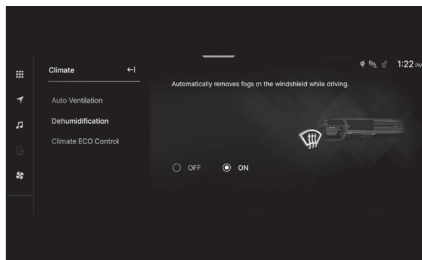 Climate
1:22 PM
Automatically removes fogs on the windshield while driving.
Auto Ventilation
Dehumidification
Climate ECO Control
OFF
ON